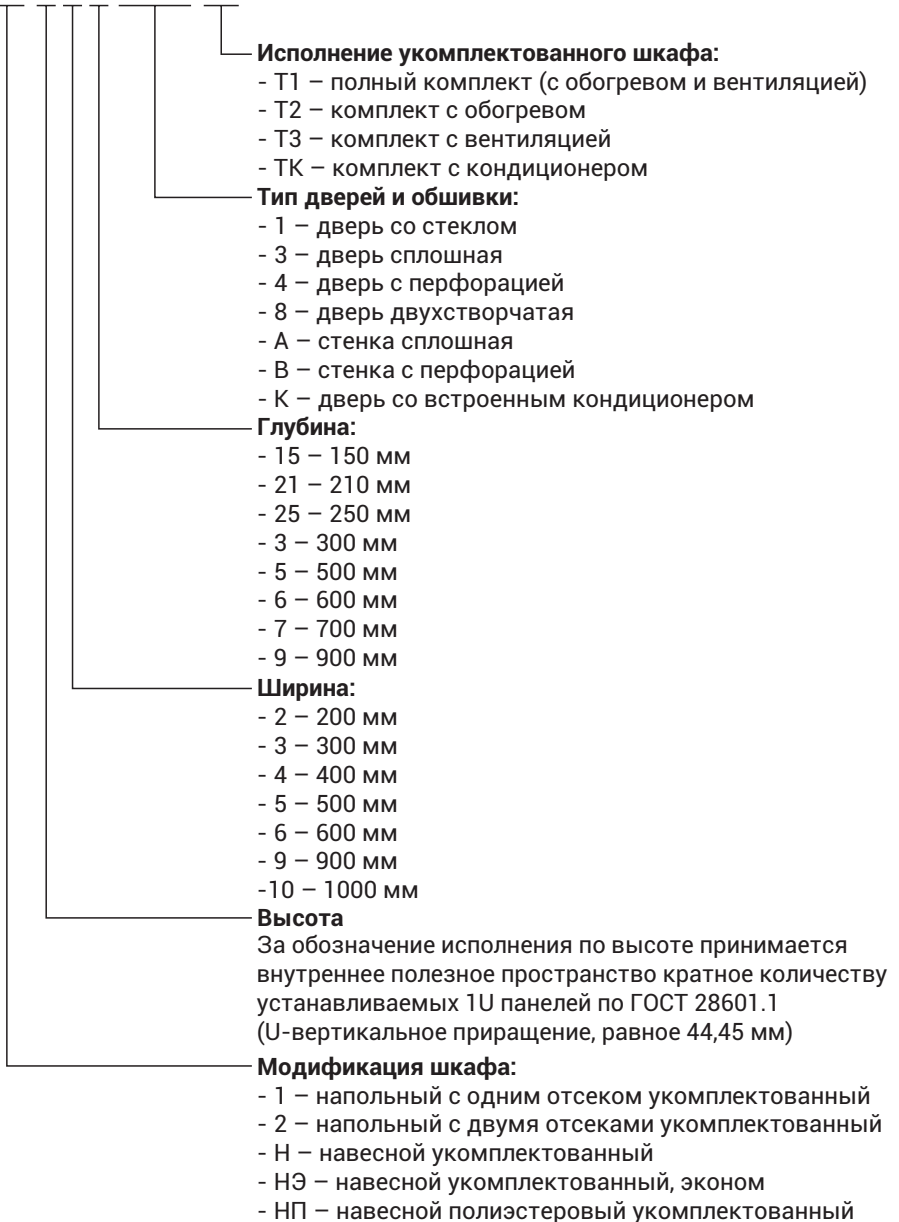 Исполнение укомплектованного шкафа:
- Т1 – полный комплект (с обогревом и вентиляцией)
- Т2 – комплект с обогревом
- Т3 – комплект с вентиляцией
- ТК – комплект с кондиционером
Тип дверей и обшивки:
- 1 – дверь со стеклом
- 3 – дверь сплошная
- 4 – дверь с перфорацией
- 8 – дверь двухстворчатая
- А – стенка сплошная
- В – стенка с перфорацией
- К – дверь со встроенным кондиционером
Глубина:
- 15 – 150 мм
- 21 – 210 мм
- 25 – 250 мм
- 3 – 300 мм
- 5 – 500 мм
- 6 – 600 мм
- 7 – 700 мм
- 9 – 900 мм
Ширина:
- 2 – 200 мм
- 3 – 300 мм
- 4 – 400 мм
- 5 – 500 мм
- 6 – 600 мм
- 9 – 900 мм
-10 – 1000 мм
Высота
За обозначение исполнения по высоте принимается
внутреннее полезное пространство кратное количеству
устанавливаемых 1U панелей по ГОСТ 28601.1
(U-вертикальное приращение, равное 44,45 мм)
Модификация шкафа:
- 1 – напольный с одним отсеком укомплектованный
- 2 – напольный с двумя отсеками укомплектованный
- Н – навесной укомплектованный
- НЭ – навесной укомплектованный, эконом
- НП – навесной полиэстеровый укомплектованный